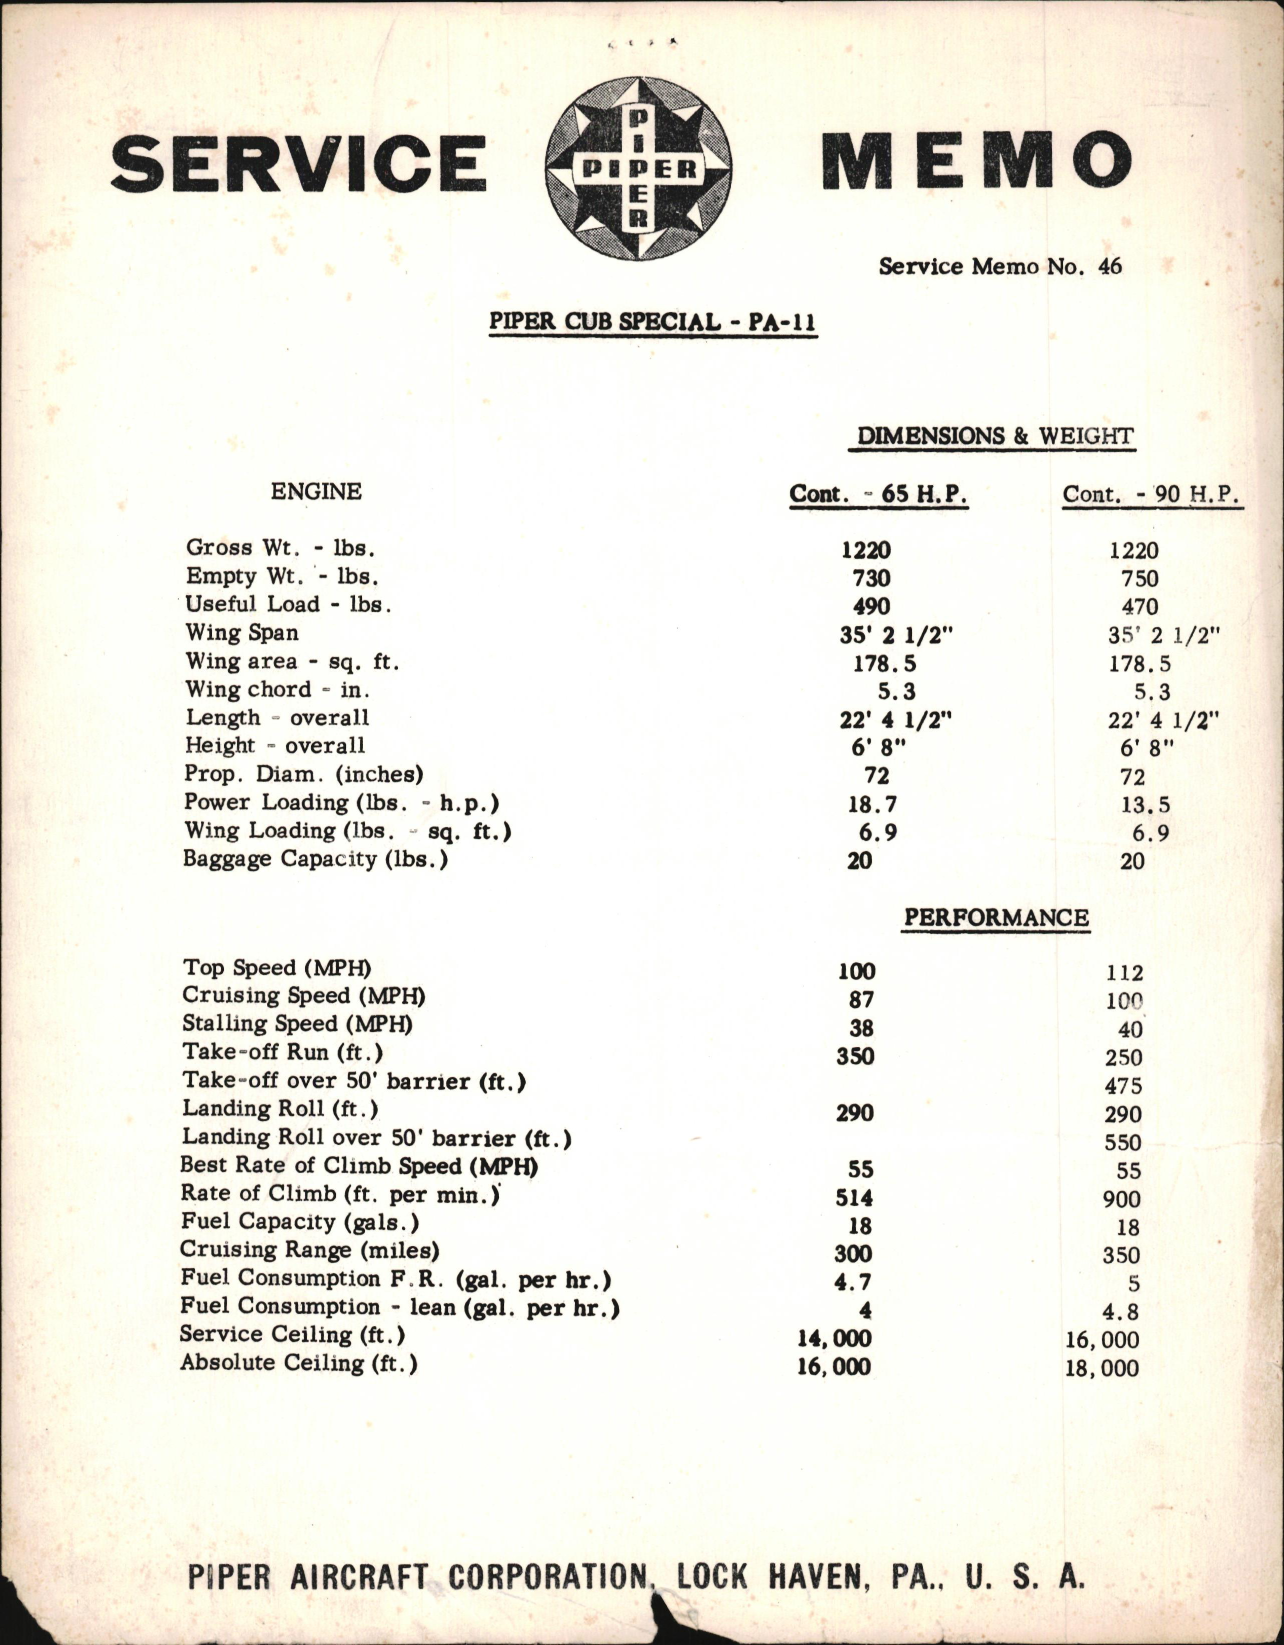 SERVICE PIPER PIPER MEMO
Service Memo No. 46
PIPER CUB SPECIAL - PA-11
DIMENSIONS & WEIGHT
ENGINE Cont. - 65 H.P. Cont. - 90 H.P.
Gross Wt. - lbs. 1220 1220
Empty Wt. - lbs. 730 750
Useful Load - lbs. 490 470
Wing Span 35' 2 1/2" 35' 2 1/2"
Wing area - sq. ft. 178.5 178.5
Wing chord - in. 5.3 5.3
Length - overall 22' 4 1/2" 22' 4 1/2"
Height - overall 6' 8" 6' 8"
Prop. Diam. (inches) 72 72
Power Loading (lbs. - h.p.) 18.7 13.5
Wing Loading (lbs. - sq. ft.) 6.9 6.9
Baggage Capacity (lbs.) 20 20
PERFORMANCE
Top Speed (MPH) 100 112
Cruising Speed (MPH) 87 100
Stalling Speed (MPH) 38 40
Take-off Run (ft.) 350 250
Take-off over 50' barrier (ft.) 475
Landing Roll (ft.) 290 290
Landing Roll over 50' barrier (ft.) 550
Best Rate of Climb Speed (MPH) 55 55
Rate of Climb (ft. per min.) 514 900
Fuel Capacity (gals.) 18 18
Cruising Range (miles) 300 350
Fuel Consumption F.R. (gal. per hr.) 4.7 5
Fuel Consumption - lean (gal. per hr.) 4 4.8
Service Ceiling (ft.) 14,000 16,000
Absolute Ceiling (ft.) 16,000 18,000
PIPER AIRCRAFT CORPORATION, LOCK HAVEN, PA., U. S. A.